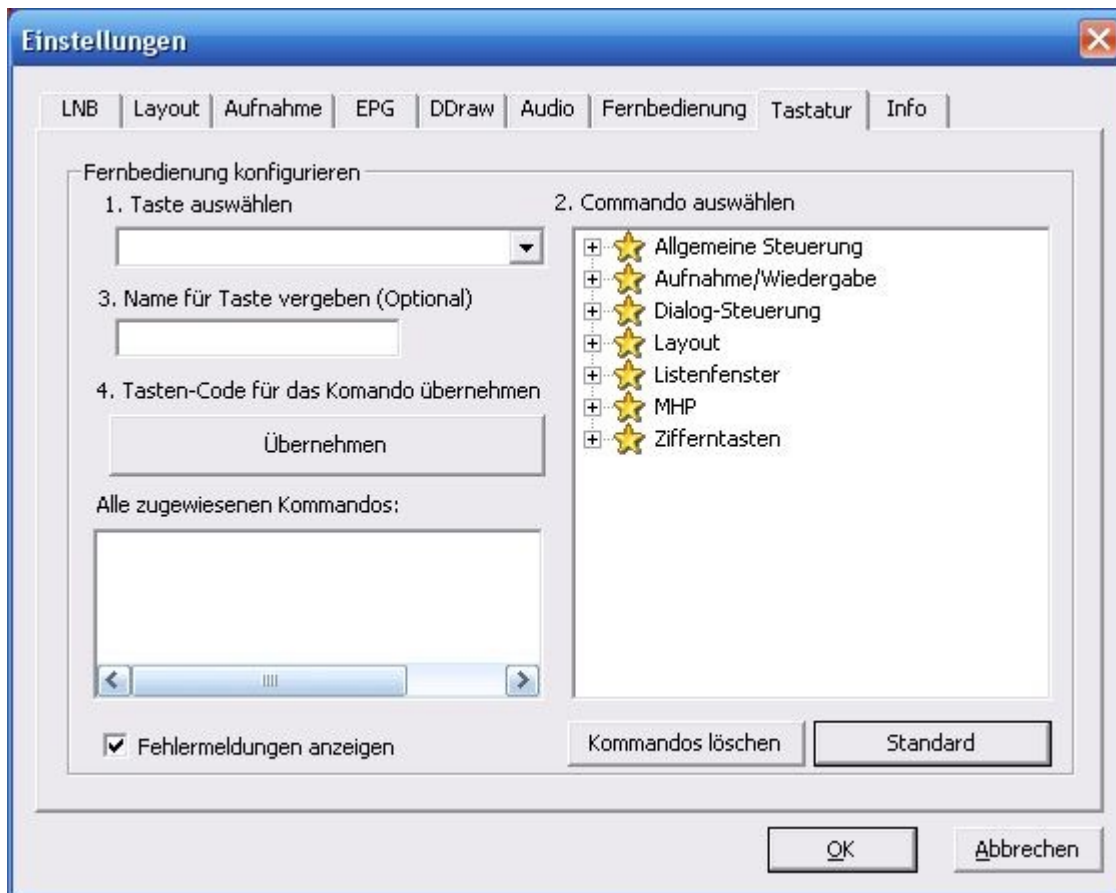 Einstellungen
LNB Layout Aufnahme EPG DDraw Audio Fernbedienung Tastatur Info
Fernbedienung konfigurieren
1. Taste auswählen
2. Commando auswählen
Allgemeine Steuerung
Aufnahme/Wiedergabe
Dialog-Steuerung
Layout
Listenfenster
MHP
Zifferntasten
3. Name für Taste vergeben (Optional)
4. Tasten-Code für das Komando übernehmen
Übernehmen
Alle zugewiesenen Kommandos:
Fehlermeldungen anzeigen
Kommandos löschen
Standard
OK
Abbrechen